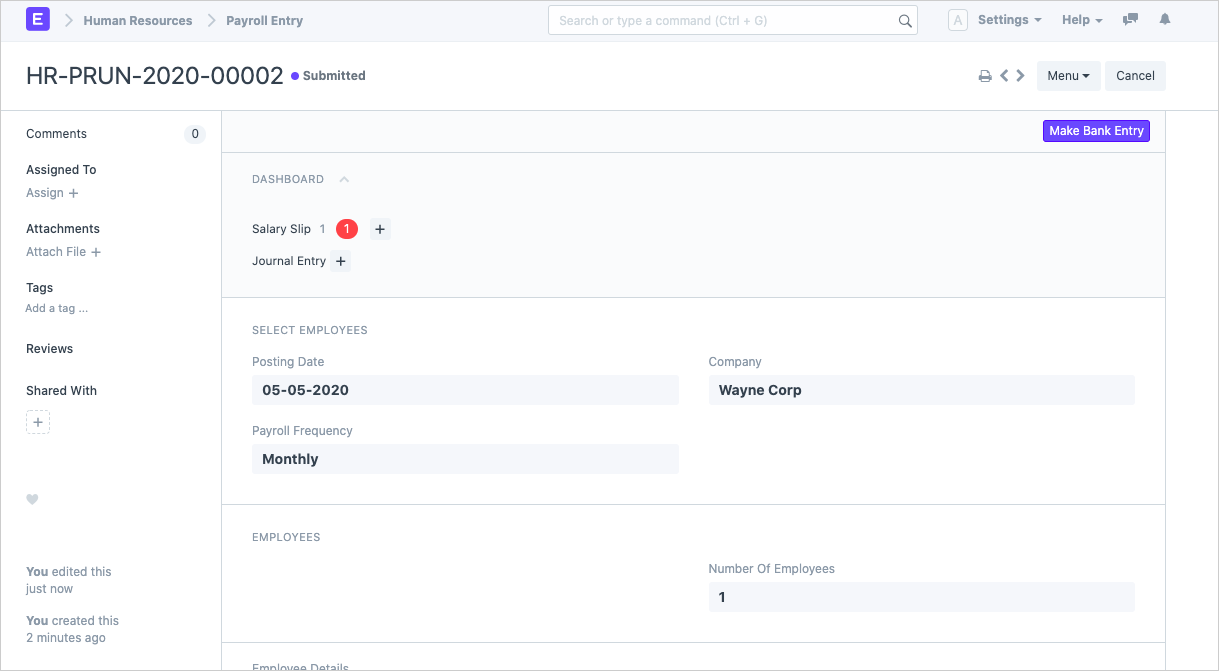 E Human Resources Payroll Entry Search or type a command (Ctrl + G) A Settings Help
HR-PRUN-2020-00002 Submitted Menu Cancel
Comments 0
Assigned To
Assign +
Attachments
Attach File +
Tags
Add a tag ...
Reviews
Shared With
+
You edited this
just now
You created this
2 minutes ago
Make Bank Entry
DASHBOARD
Salary Slip 1 1 +
Journal Entry +
SELECT EMPLOYEES
Posting Date
05-05-2020
Company
Wayne Corp
Payroll Frequency
Monthly
EMPLOYEES
Number Of Employees
1
Employee Details